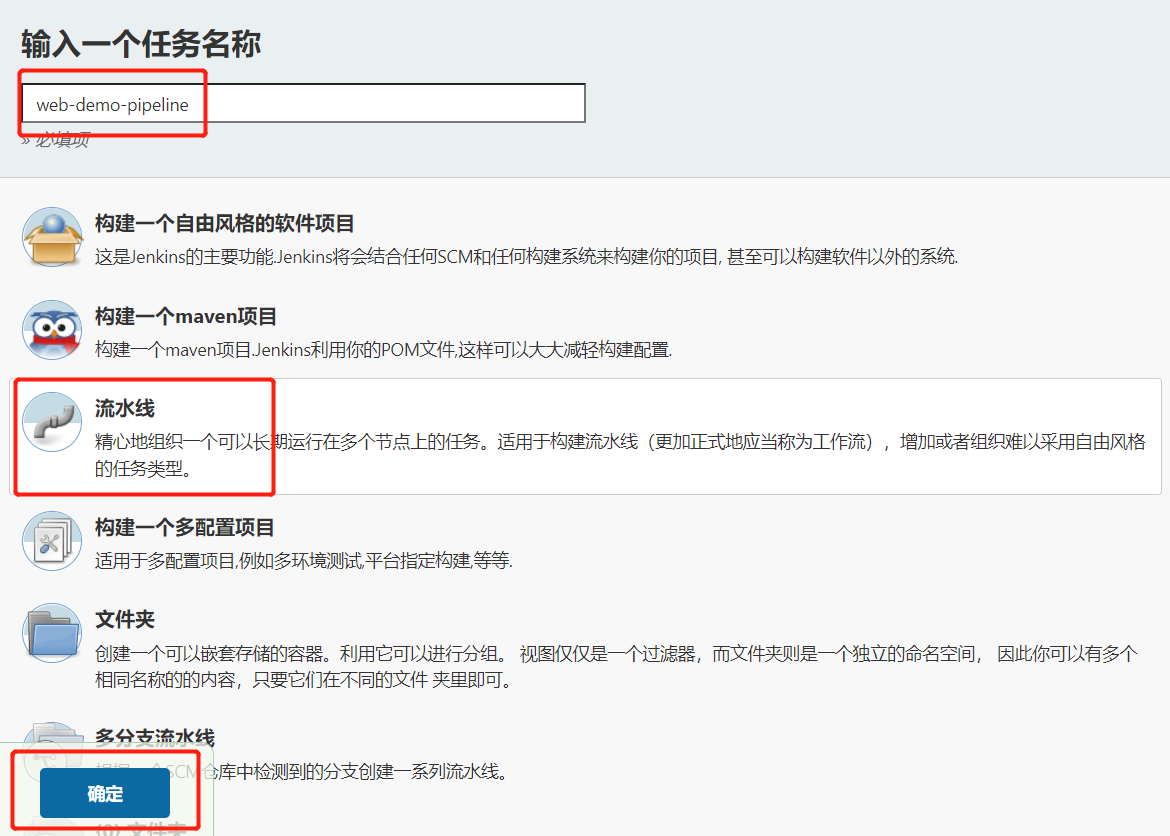 输入一个任务名称
web-demo-pipeline
» 必填项
构建一个自由风格的软件项目
这是Jenkins的主要功能.Jenkins将会结合任何SCM和任何构建系统来构建你的项目, 甚至可以构建软件以外的系统.
构建一个maven项目
构建一个maven项目.Jenkins利用你的POM文件,这样可以大大减轻构建配置.
流水线
精心地组织一个可以长期运行在多个节点上的任务。适用于构建流水线（更加正式地应当称为工作流），增加或者组织难以采用自由风格
的任务类型。
构建一个多配置项目
适用于多配置项目,例如多环境测试,平台指定构建,等等.
文件夹
创建一个可以嵌套存储的容器。利用它可以进行分组。 视图仅仅是一个过滤器，而文件夹则是一个独立的命名空间， 因此你可以有多个
相同名称的的内容，只要它们在不同的文件 夹里即可。
多分支流水线
根据一个SCM仓库中检测到的分支创建一系列流水线。
确定
文件夹